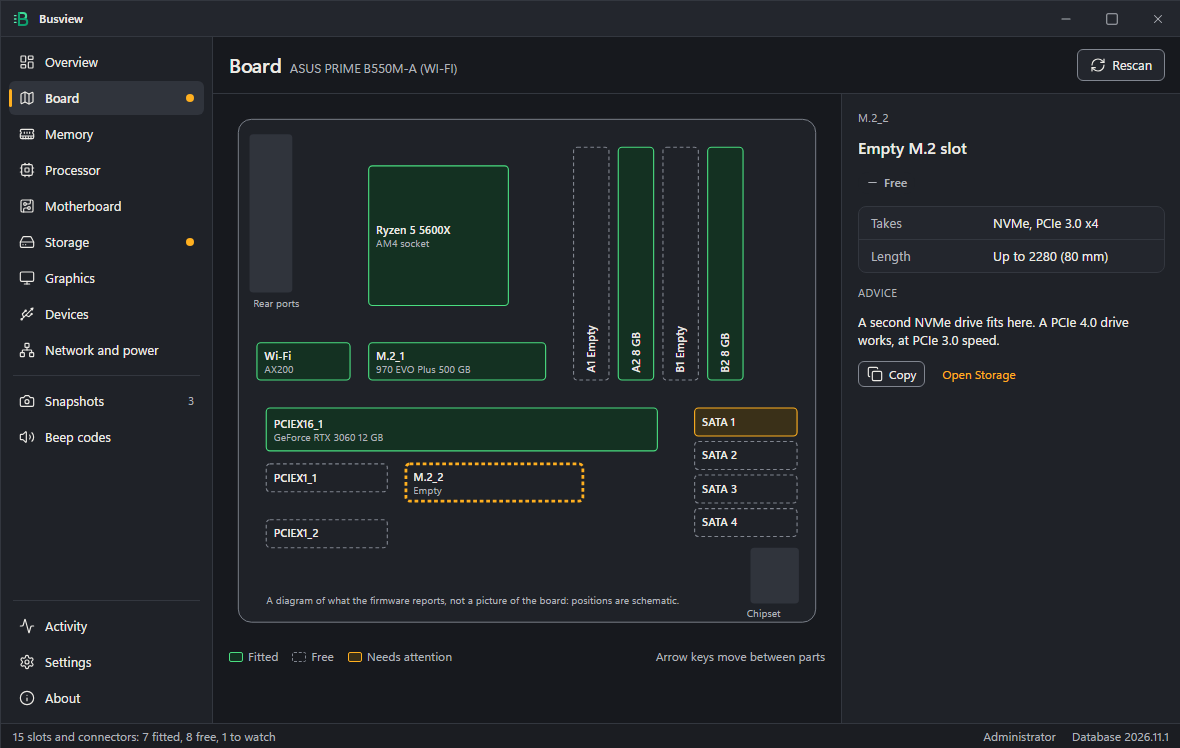 Busview
Overview
Board
Memory
Processor
Motherboard
Storage
Graphics
Devices
Network and power
Snapshots 3
Beep codes
Activity
Settings
About
Board ASUS PRIME B550M-A (WI-FI)
Rescan
Rear ports
Ryzen 5 5600X
AM4 socket
A1 Empty
A2 8 GB
B1 Empty
B2 8 GB
Wi-Fi
AX200
M.2_1
970 EVO Plus 500 GB
PCIEX16_1
GeForce RTX 3060 12 GB
PCIEX1_1
M.2_2
Empty
PCIEX1_2
SATA 1
SATA 2
SATA 3
SATA 4
Chipset
A diagram of what the firmware reports, not a picture of the board: positions are schematic.
Fitted
Free
Needs attention
Arrow keys move between parts
M.2_2
Empty M.2 slot
Free
Takes NVMe, PCIe 3.0 x4
Length Up to 2280 (80 mm)
ADVICE
A second NVMe drive fits here. A PCIe 4.0 drive
works, at PCIe 3.0 speed.
Copy
Open Storage
15 slots and connectors: 7 fitted, 8 free, 1 to watch
Administrator
Database 2026.11.1